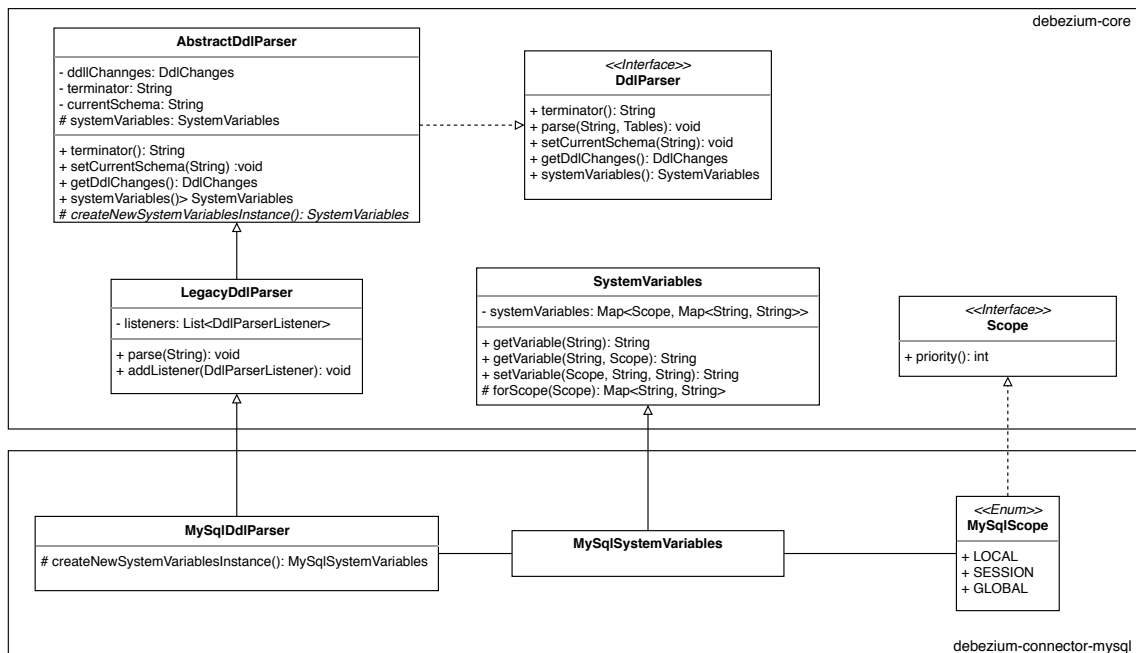 debezium-core
AbstractDdlParser
- ddllChannges: DdlChanges
- terminator: String
- currentSchema: String
# systemVariables: SystemVariables
+ terminator(): String
+ setCurrentSchema(String) :void
+ getDdlChanges(): DdlChanges
+ systemVariables()> SystemVariables
# createNewSystemVariablesInstance(): SystemVariables
<<Interface>>
DdlParser
+ terminator(): String
+ parse(String, Tables): void
+ setCurrentSchema(String): void
+ getDdlChanges(): DdlChanges
+ systemVariables(): SystemVariables
LegacyDdlParser
- listeners: List<DdlParserListener>
+ parse(String): void
+ addListener(DdlParserListener): void
SystemVariables
- systemVariables: Map<Scope, Map<String, String>>
+ getVariable(String): String
+ getVariable(String, Scope): String
+ setVariable(Scope, String, String): String
# forScope(Scope): Map<String, String>
<<Interface>>
Scope
+ priority(): int
MySqlDdlParser
# createNewSystemVariablesInstance(): MySqlSystemVariables
MySqlSystemVariables
<<Enum>>
MySqlScope
+ LOCAL
+ SESSION
+ GLOBAL
debezium-connector-mysql